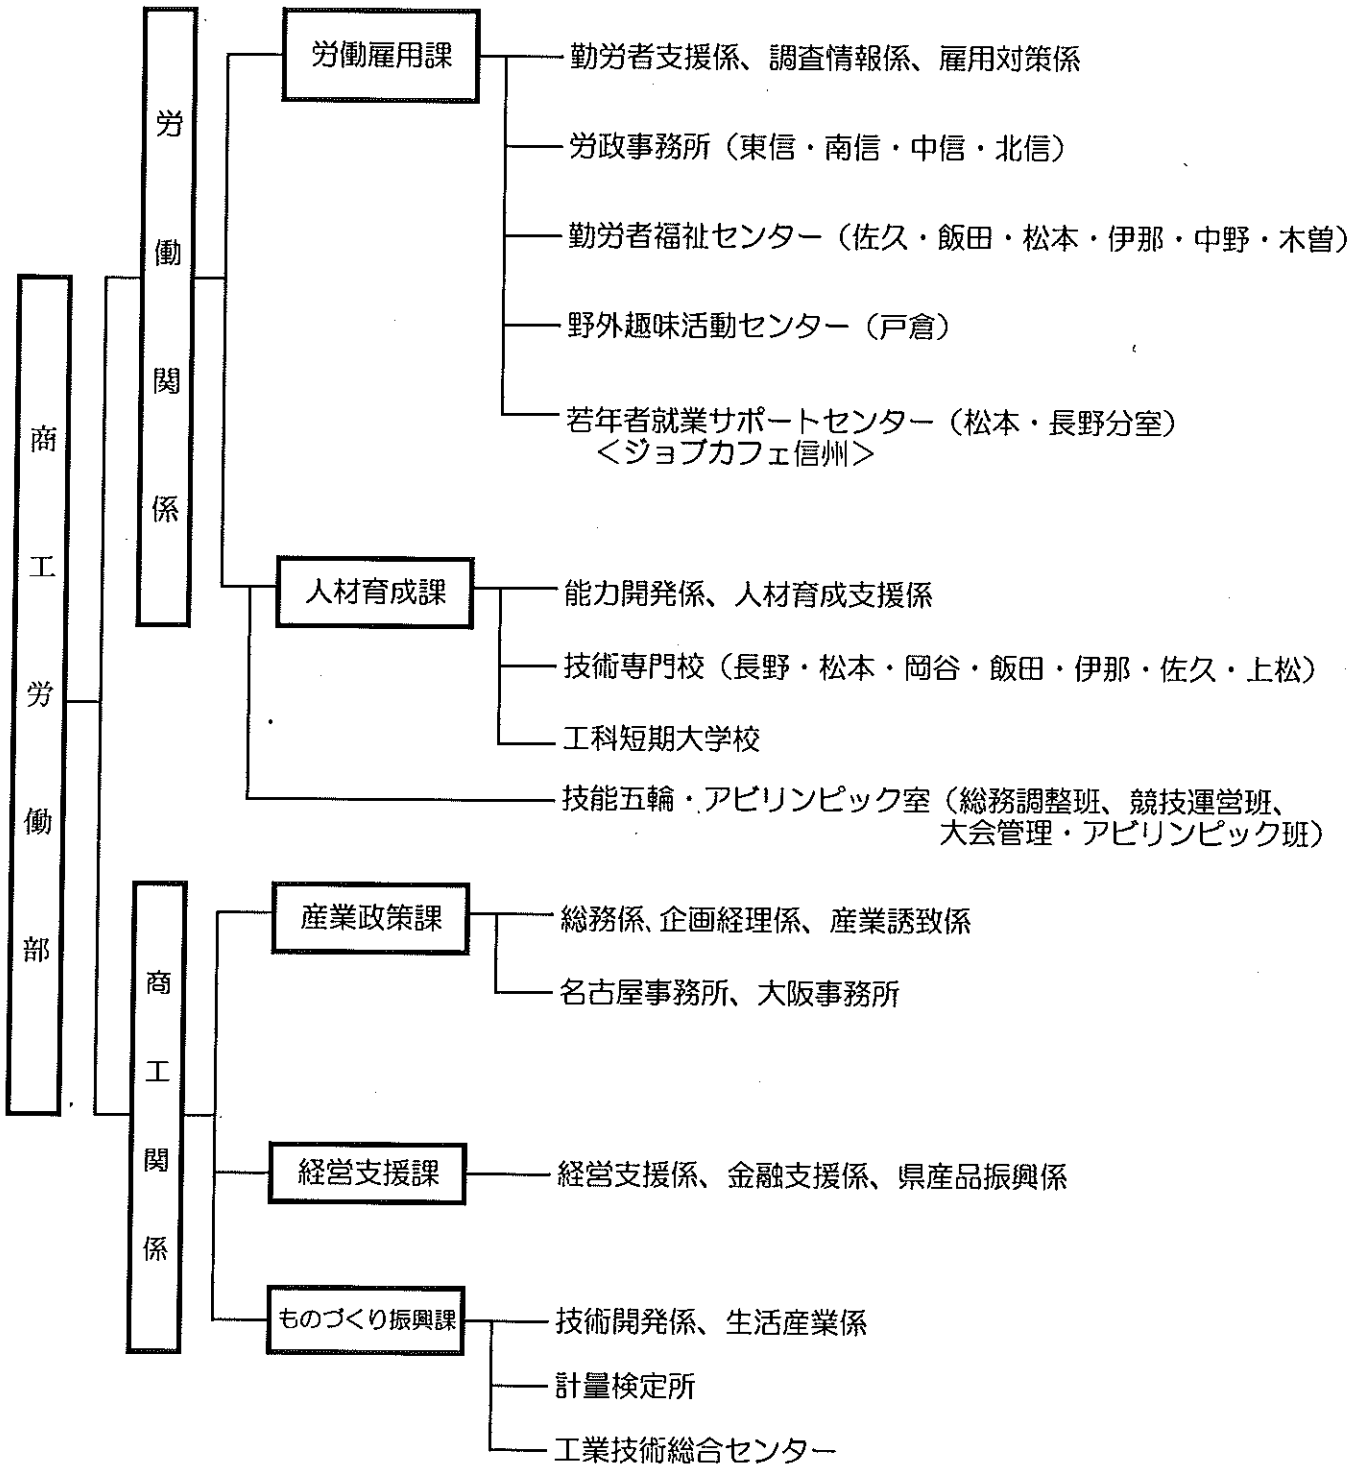 商工労働部
労働関係
労働雇用課
勤労者支援係、調査情報係、雇用対策係
労政事務所（東信・南信・中信・北信）
勤労者福祉センター（佐久・飯田・松本・伊那・中野・木曽）
野外趣味活動センター（戸倉）
若年者就業サポートセンター（松本・長野分室）
＜ジョブカフェ信州＞
人材育成課
能力開発係、人材育成支援係
技術専門校（長野・松本・岡谷・飯田・伊那・佐久・上松）
工科短期大学校
技能五輪・アビリンピック室（総務調整班、競技運営班、
大会管理・アビリンピック班）
商工関係
産業政策課
総務係、企画経理係、産業誘致係
名古屋事務所、大阪事務所
経営支援課
経営支援係、金融支援係、県産品振興係
ものづくり振興課
技術開発係、生活産業係
計量検定所
工業技術総合センター